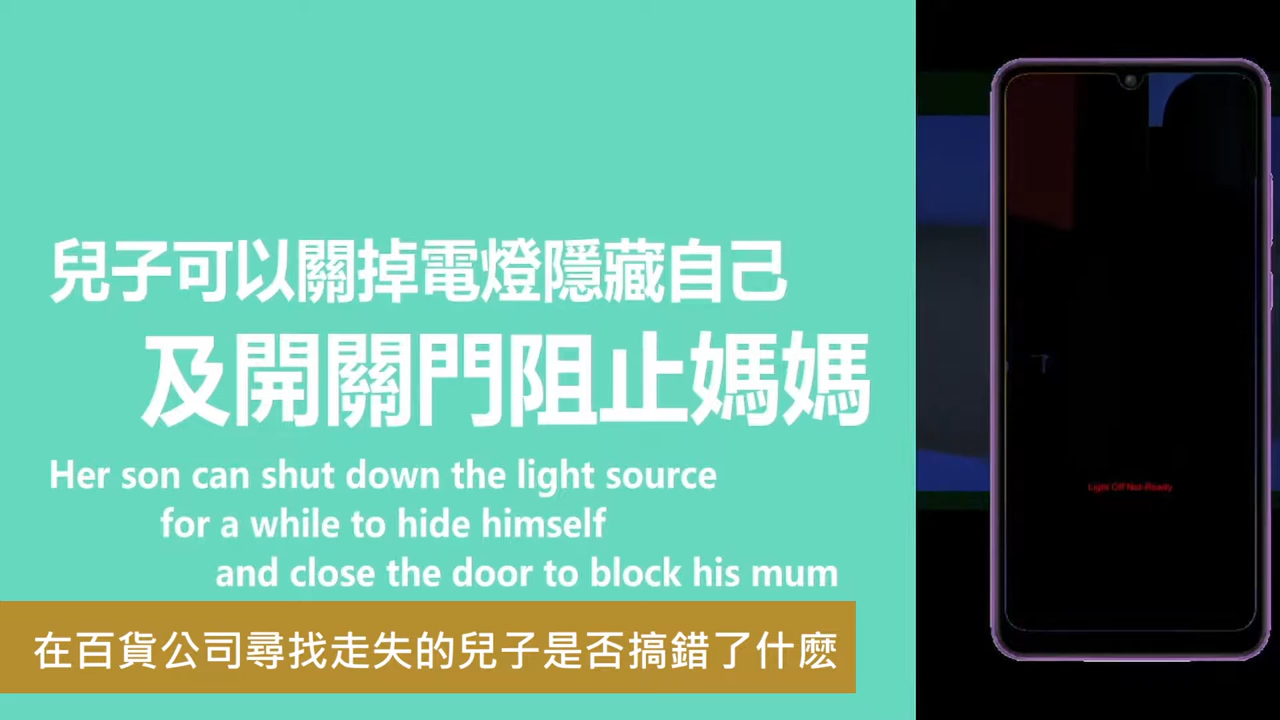 兒子可以關掉電燈隱藏自己
及開關門阻止媽媽
Her son can shut down the light source
for a while to hide himself
and close the door to block his mum
在百貨公司尋找走失的兒子是否搞錯了什麽
Light Off Not-Ready